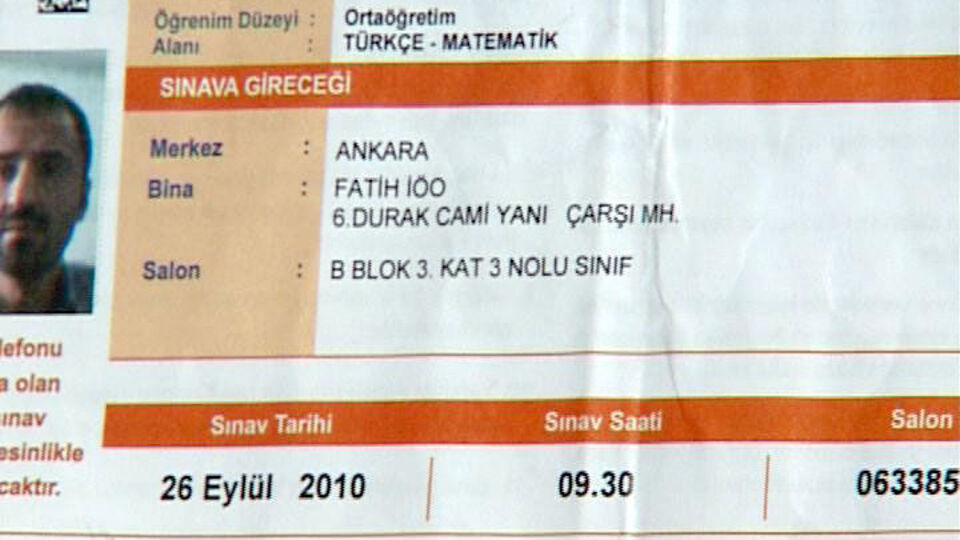 Öğrenim Düzeyi : Ortaöğretim
Alanı : TÜRKÇE - MATEMATİK
SINAVA GİRECEĞİ
Merkez : ANKARA
Bina : FATİH İÖO
6.DURAK CAMİ YANI ÇARŞI MH.
Salon : B BLOK 3. KAT 3 NOLU SINIF
lefonu
a olan
sınav
esinlikle
caktır.
Sınav Tarihi Sınav Saati Salon
26 Eylül 2010 09.30 063385